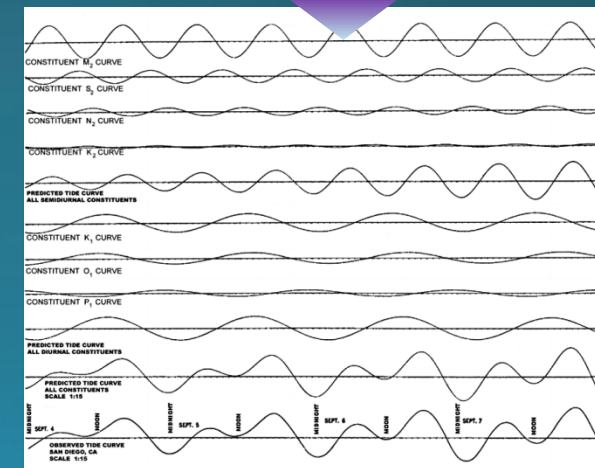 CONSTITUENT M2 CURVE
CONSTITUENT S2 CURVE
CONSTITUENT N2 CURVE
CONSTITUENT K2 CURVE
PREDICTED TIDE CURVE
ALL SEMIDIURNAL CONSTITUENTS
CONSTITUENT K1 CURVE
CONSTITUENT O1 CURVE
CONSTITUENT P1 CURVE
PREDICTED TIDE CURVE
ALL DIURNAL CONSTITUENTS
PREDICTED TIDE CURVE
ALL CONSTITUENTS
SCALE 1:15
MIDNIGHT SEPT. 4 NOON MIDNIGHT SEPT. 5 NOON MIDNIGHT SEPT. 6 NOON MIDNIGHT SEPT. 7 NOON
OBSERVED TIDE CURVE
SAN DIEGO, CA
SCALE 1:15